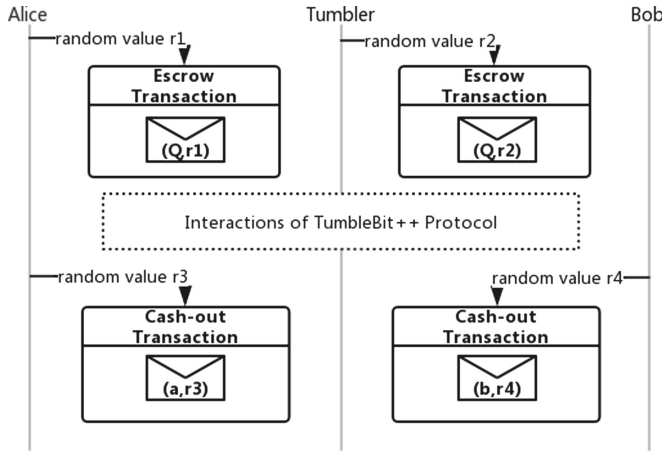 Alice Tumbler Bob
random value r1 random value r2
Escrow Escrow
Transaction Transaction
(Q,r1) (Q,r2)
Interactions of TumbleBit++ Protocol
random value r3 random value r4
Cash-out Cash-out
Transaction Transaction
(a,r3) (b,r4)